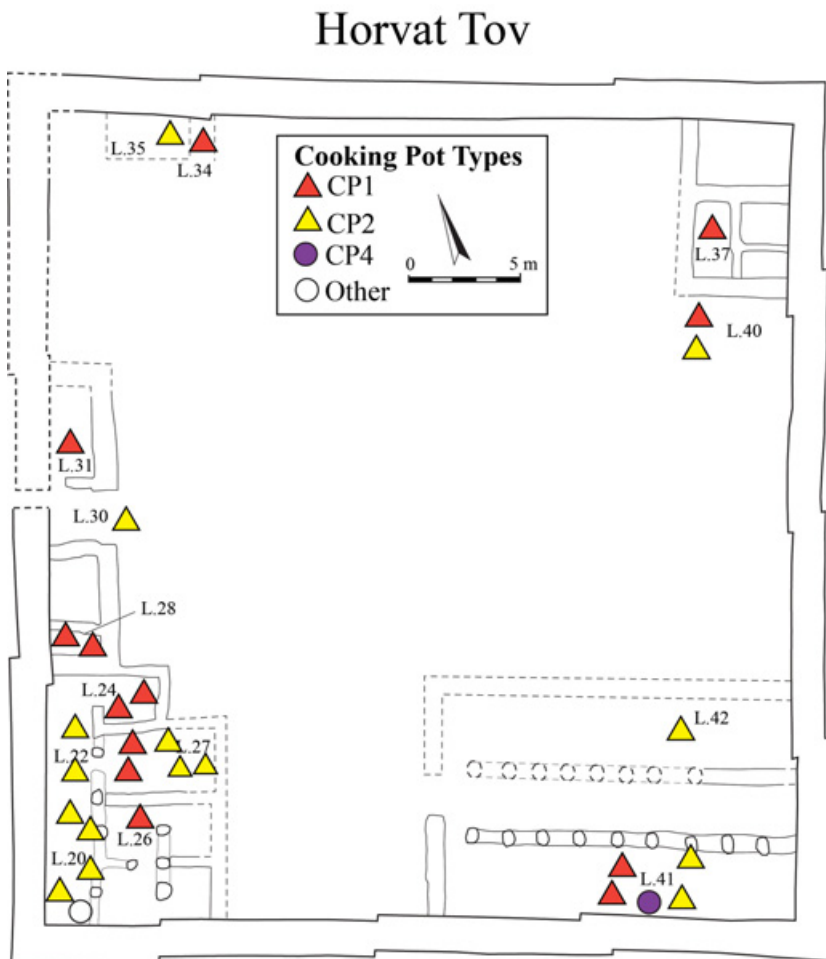 Horvat Tov
L.35
L.34
Cooking Pot Types
CP1
CP2
CP4
Other
0 5 m
L.37
L.40
L.31
L.30
L.28
L.24
L.42
L.22
L.27
L.26
L.20
L.41